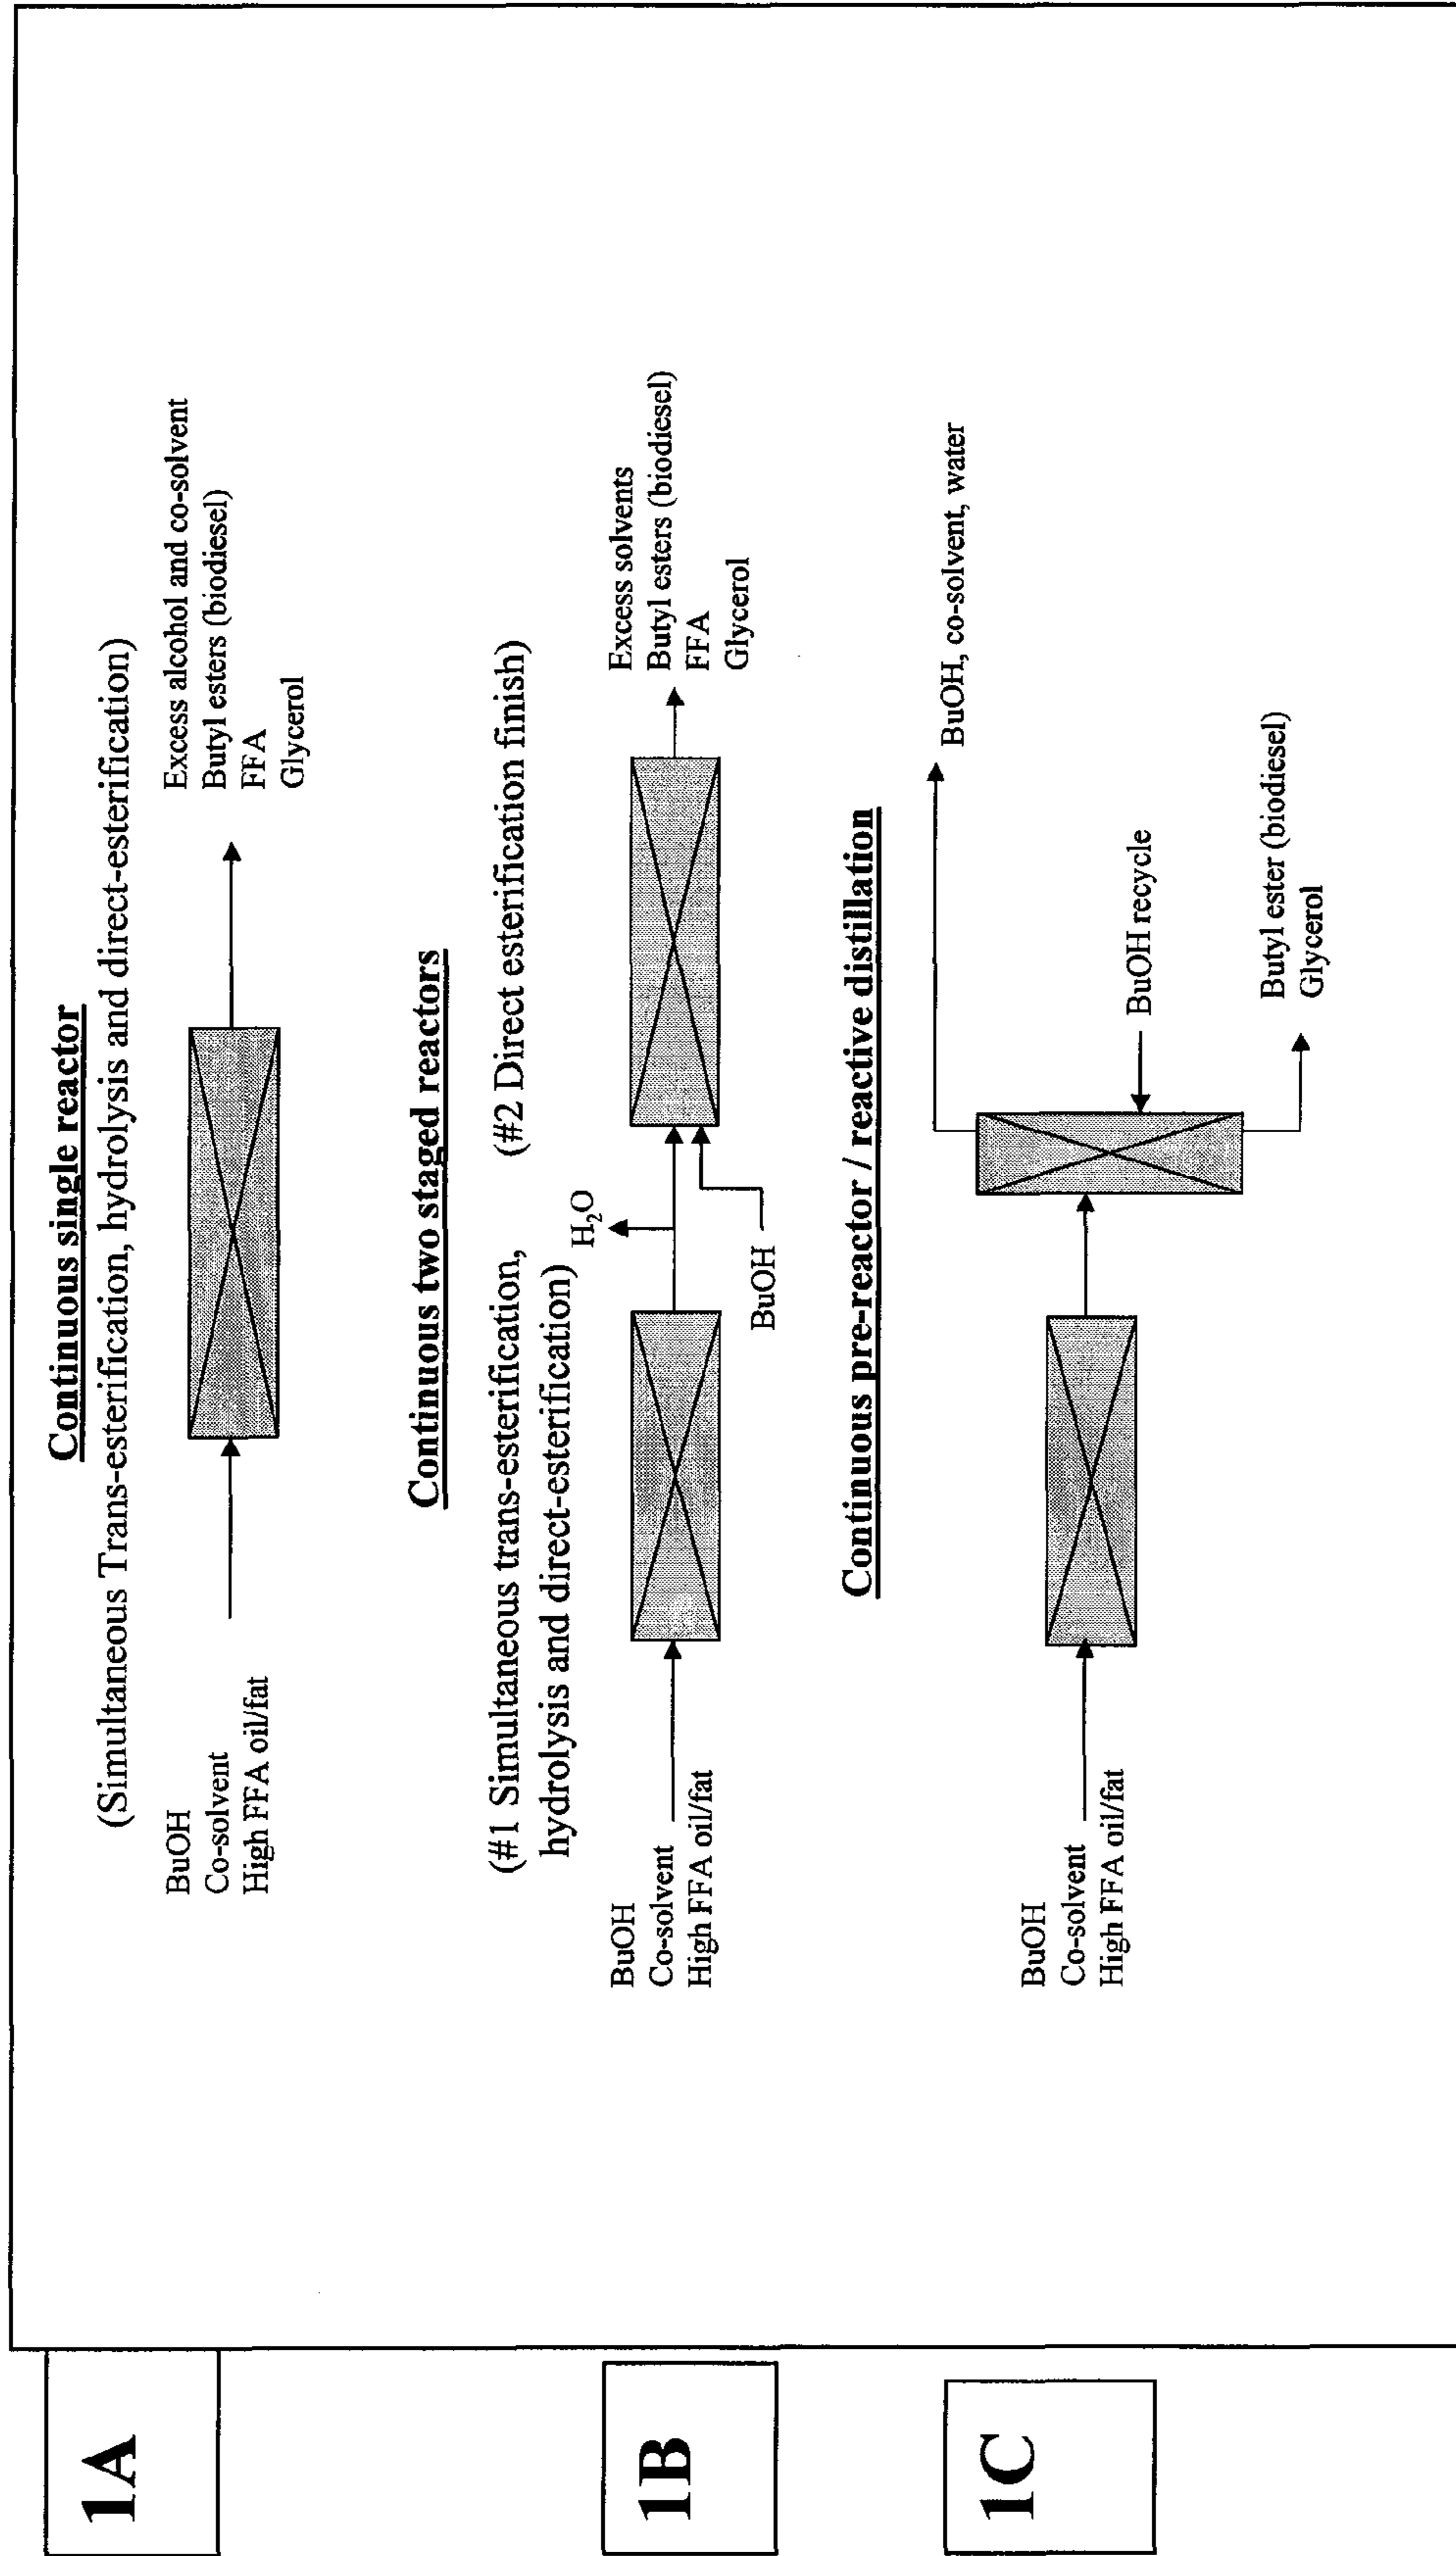 1A
Continuous single reactor
(Simultaneous Trans-esterification, hydrolysis and direct-esterification)
BuOH
Co-solvent
High FFA oil/fat
Excess alcohol and co-solvent
Butyl esters (biodiesel)
FFA
Glycerol
1B
Continuous two staged reactors
(#1 Simultaneous trans-esterification,
hydrolysis and direct-esterification)
(#2 Direct esterification finish)
BuOH
Co-solvent
High FFA oil/fat
H₂O
BuOH
Excess solvents
Butyl esters (biodiesel)
FFA
Glycerol
1C
Continuous pre-reactor / reactive distillation
BuOH
Co-solvent
High FFA oil/fat
BuOH, co-solvent, water
BuOH recycle
Butyl ester (biodiesel)
Glycerol